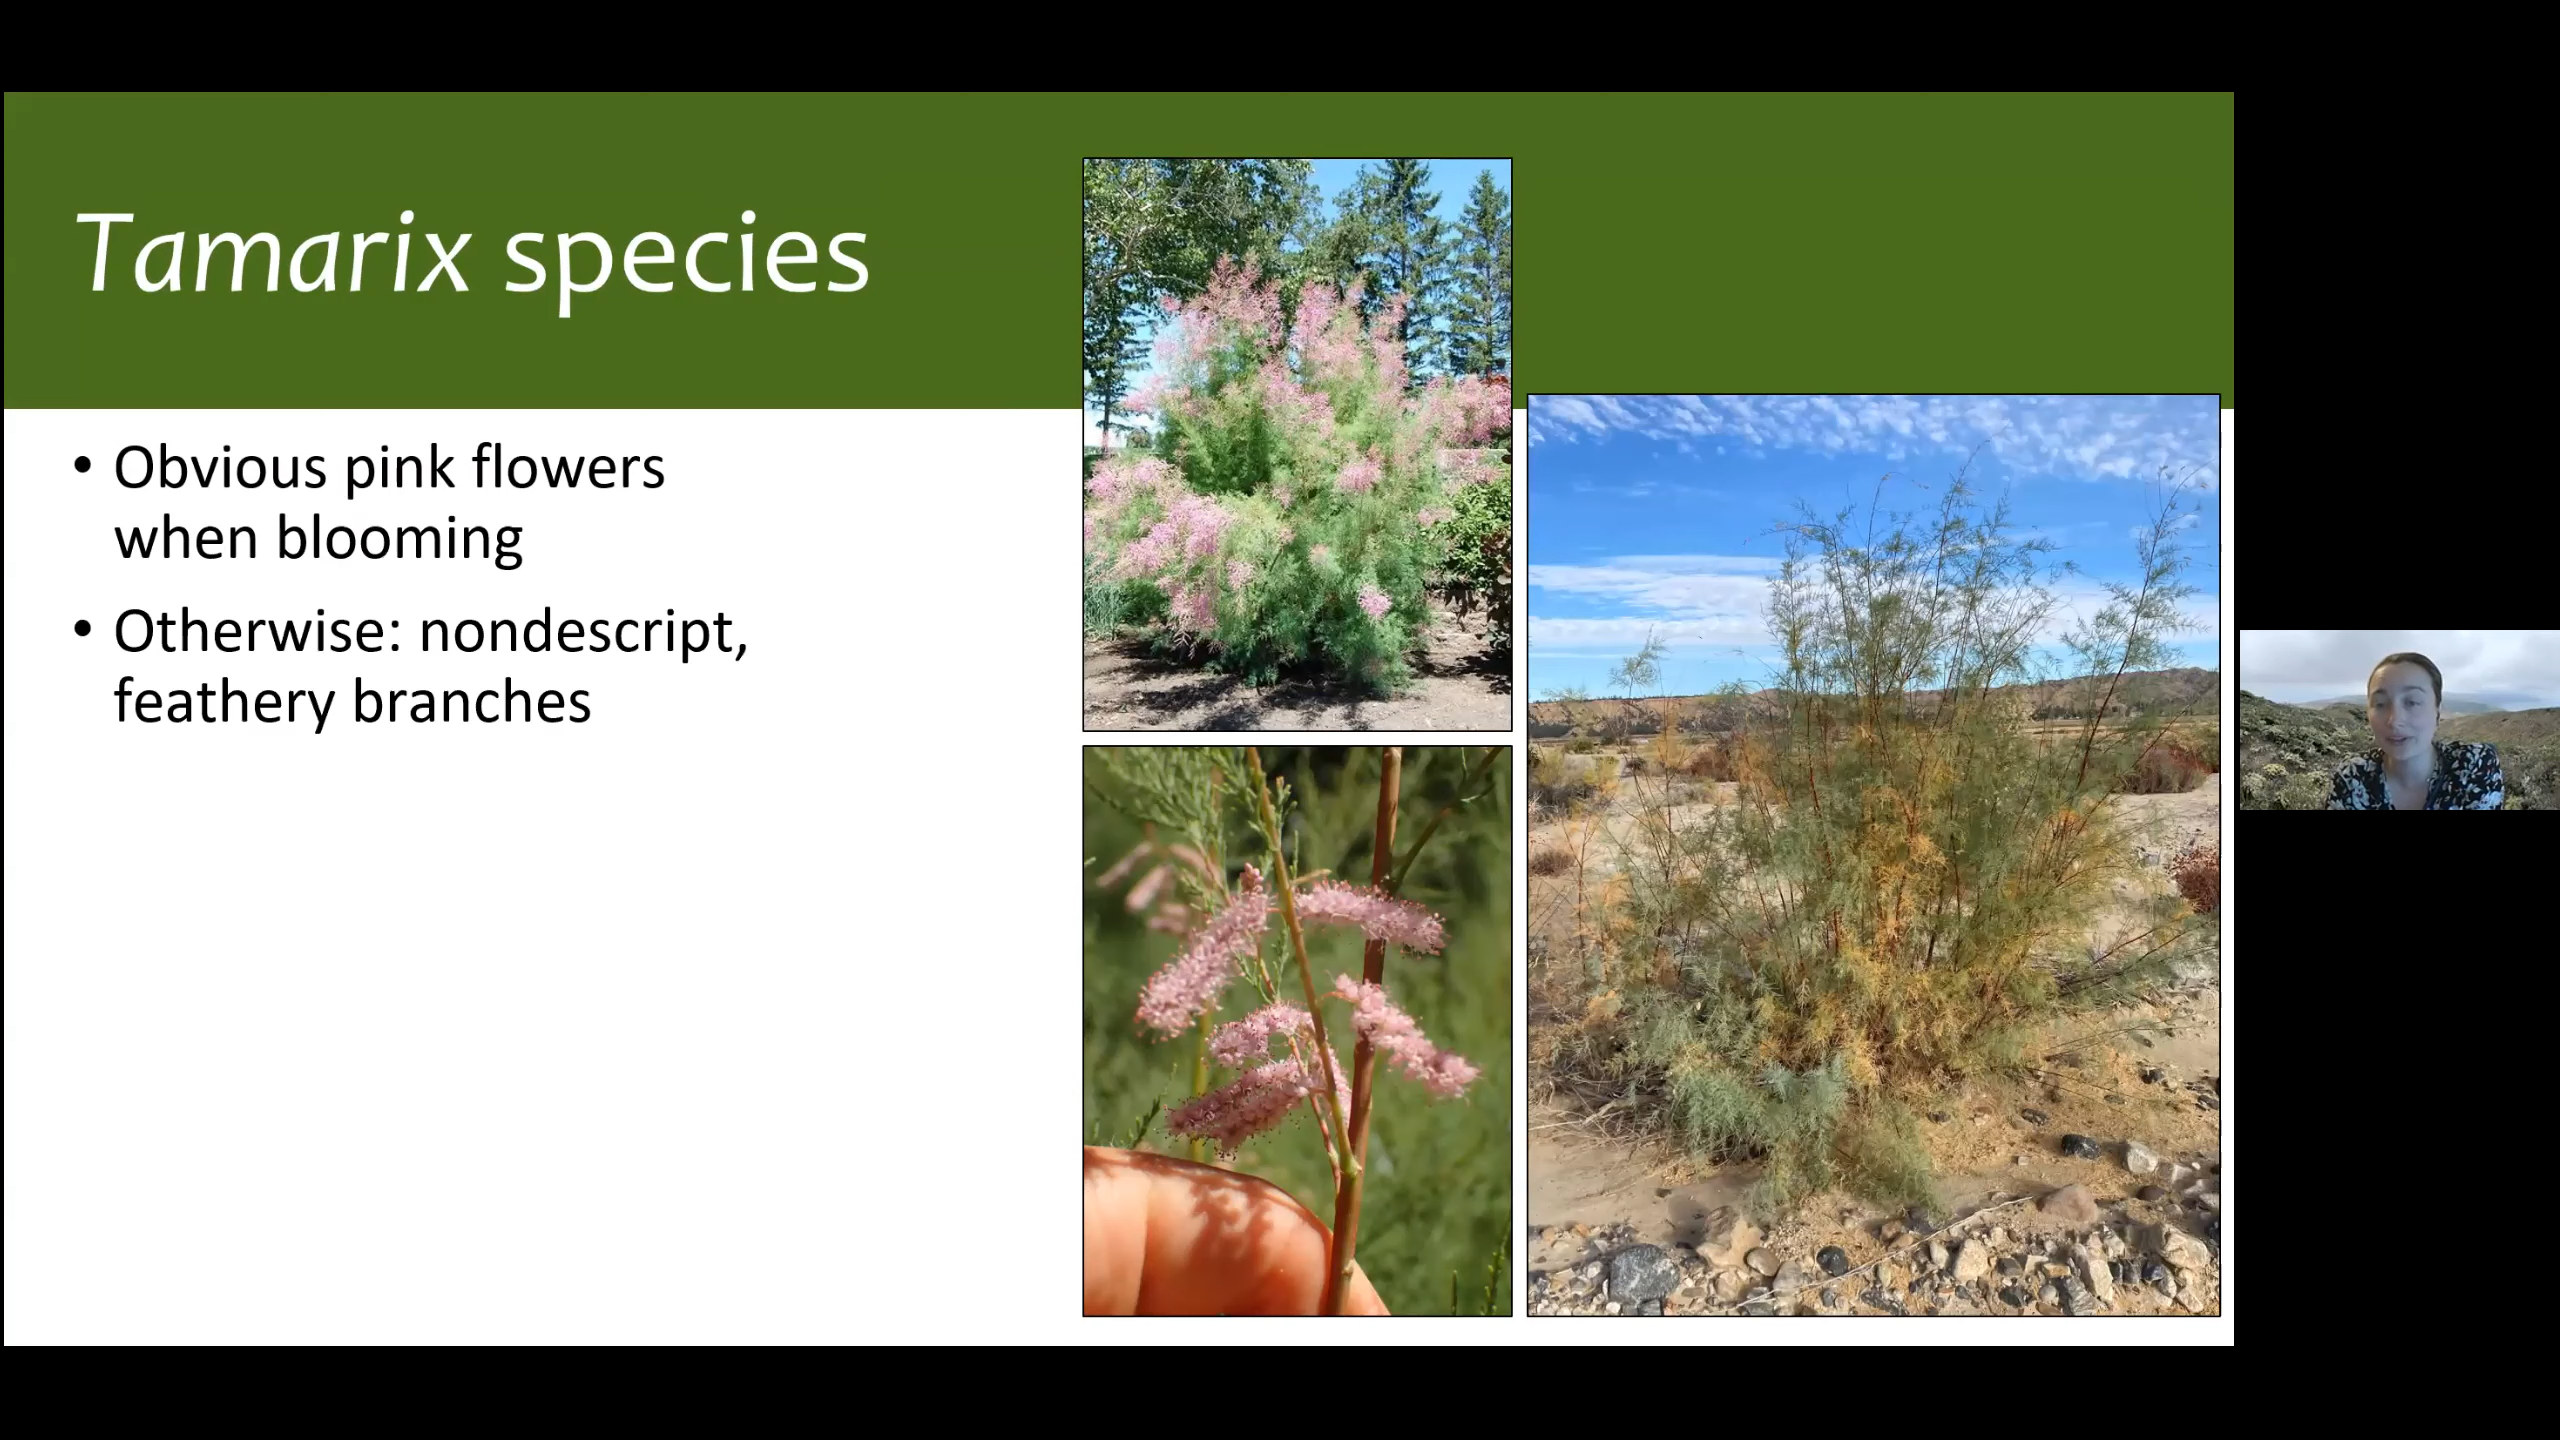 Tamarix species
• Obvious pink flowers
when blooming
• Otherwise: nondescript,
feathery branches